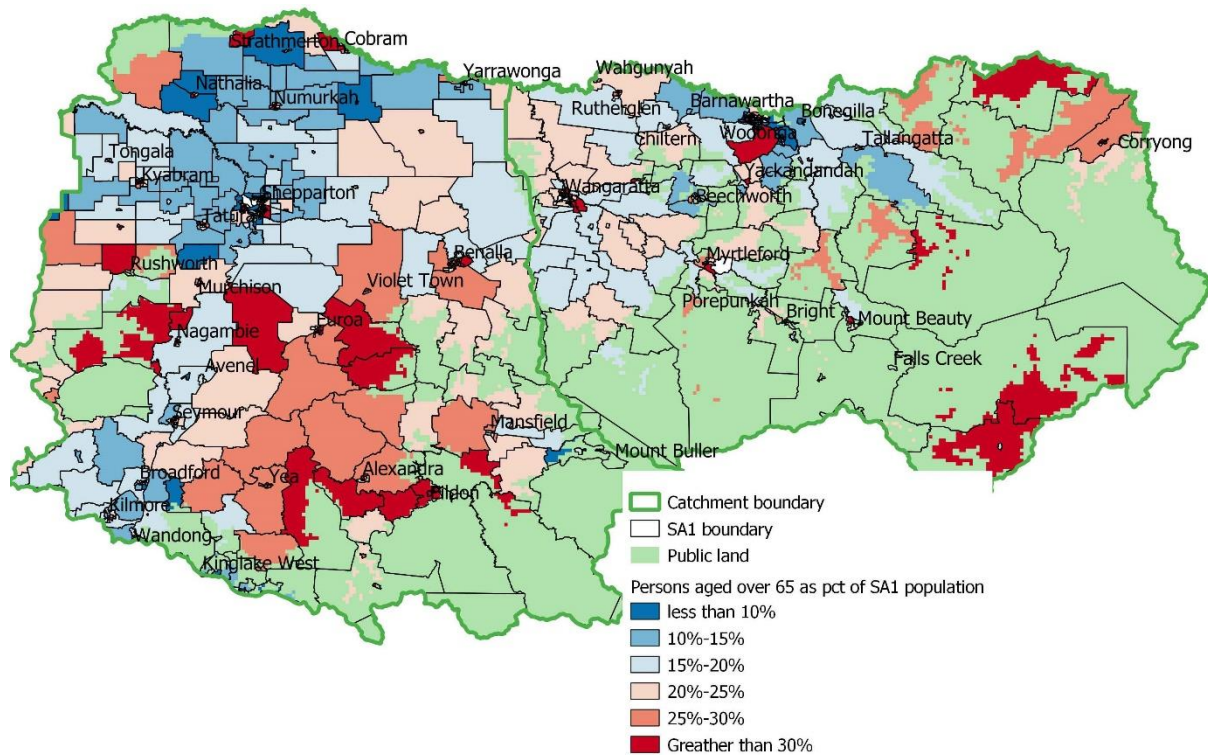 Strathmerton
Cobram
Yarrawonga
Nathalia
Numurkah
Wahgunyah
Rutherglen
Barnawartha
Bonegilla
Chiltern
Wodonga
Tallangatta
Corryong
Tongala
Kyabram
Shepparton
Tatura
Wangaratta
Yackandandah
Beechworth
Rushworth
Murchison
Violet Town
Benalla
Myrtleford
Porepunkah
Bright
Mount Beauty
Nagambie
Euroa
Avenel
Falls Creek
Seymour
Mansfield
Mount Buller
Broadford
Yea
Alexandra
Eildon
Kilmore
Wandong
Kinglake West
Catchment boundary
SA1 boundary
Public land
Persons aged over 65 as pct of SA1 population
less than 10%
10%-15%
15%-20%
20%-25%
25%-30%
Greather than 30%